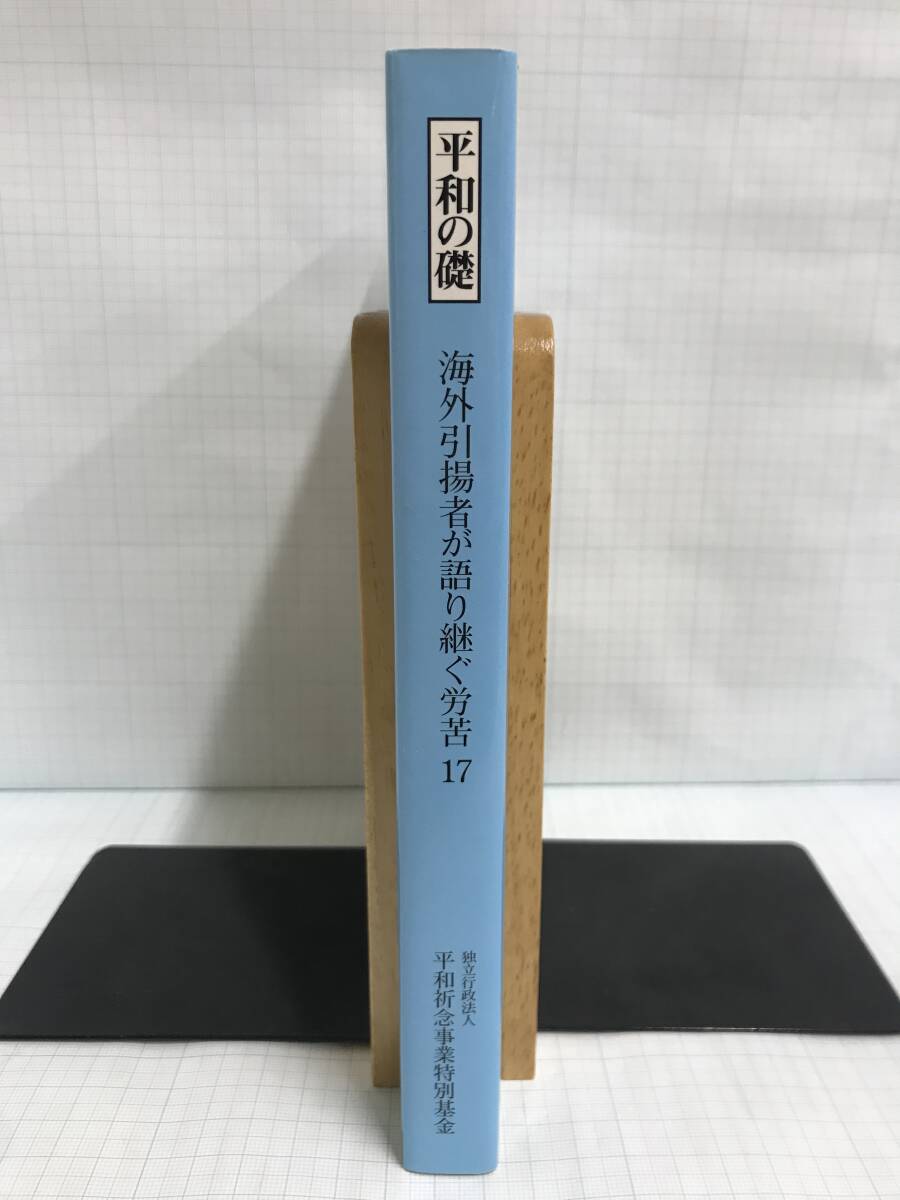 平和の礎
海外引揚者が語り継ぐ労苦 17
独立行政法人
平和祈念事業特別基金